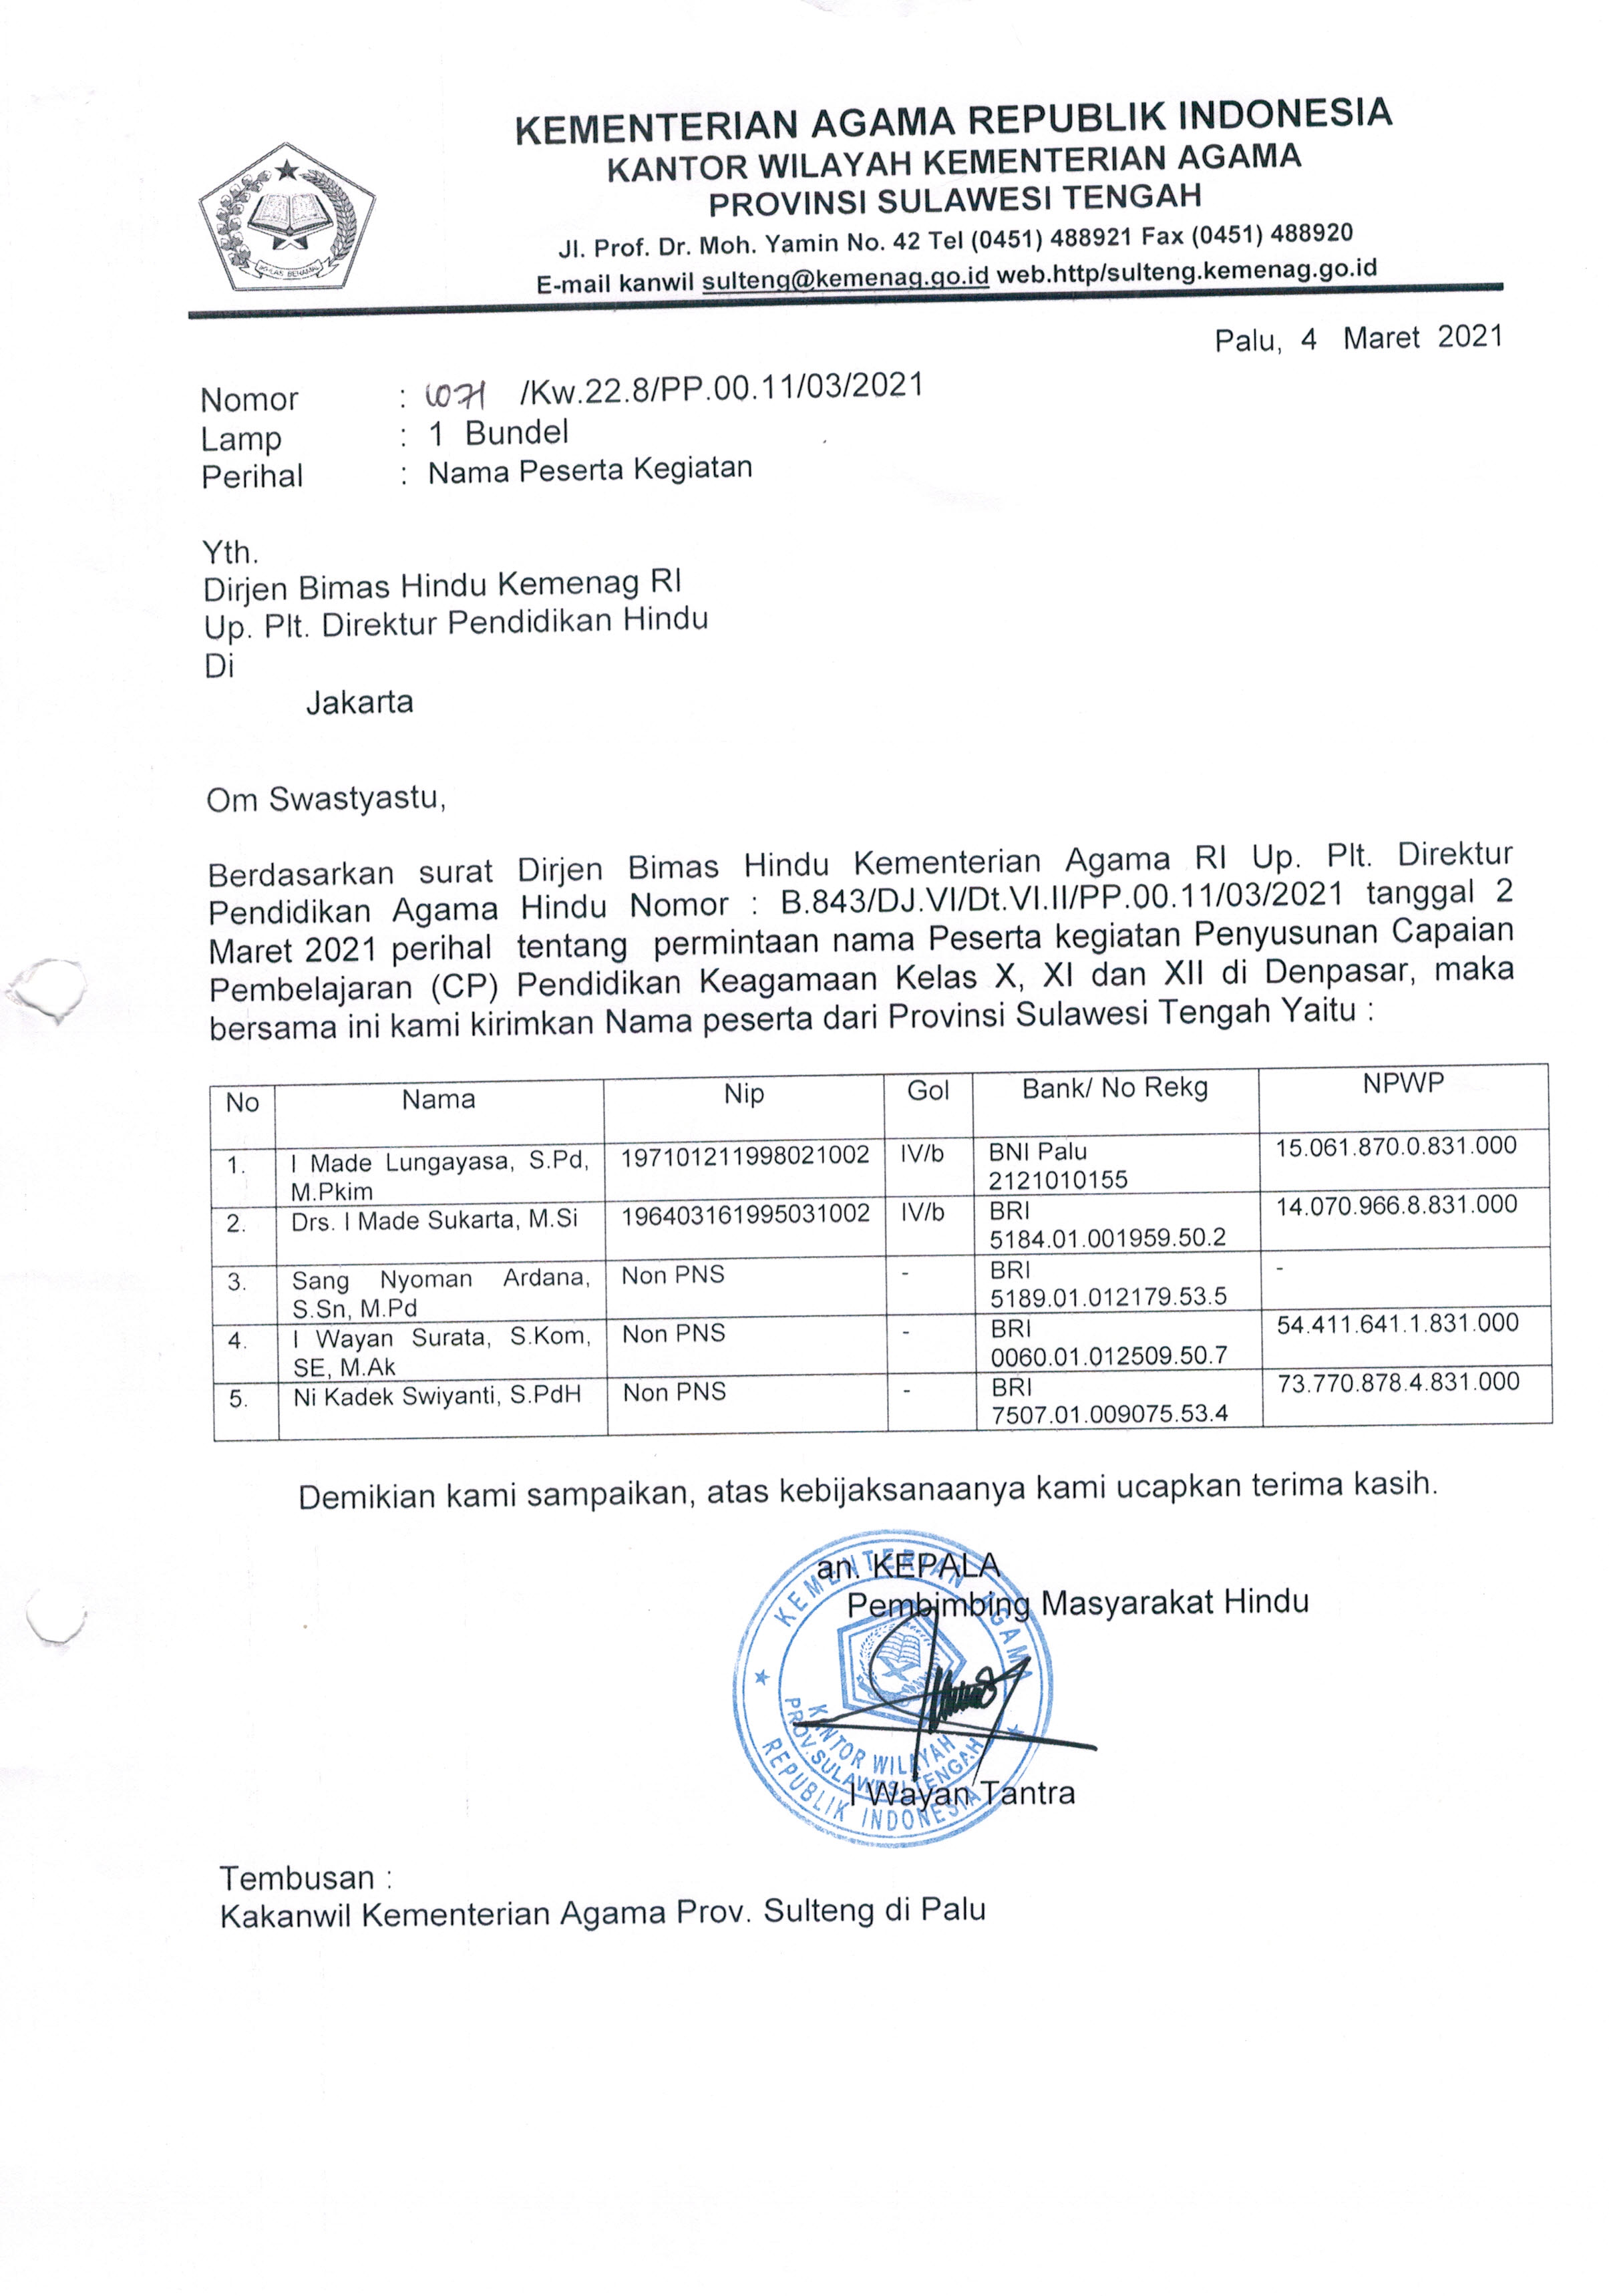 KEMENTERIAN AGAMA REPUBLIK INDONESIA
KANTOR WILAYAH KEMENTERIAN AGAMA
PROVINSI SULAWESI TENGAH
Jl. Prof. Dr. Moh. Yamin No. 42 Tel (0451) 488921 Fax (0451) 488920
E-mail kanwil sulteng@kemenag.go.id web.http/sulteng.kemenag.go.id
IKHLAS BERAMAL
Palu, 4 Maret 2021
Nomor : /Kw.22.8/PP.00.11/03/2021
Lamp : 1 Bundel
Perihal : Nama Peserta Kegiatan
Yth.
Dirjen Bimas Hindu Kemenag RI
Up. Plt. Direktur Pendidikan Hindu
Di
Jakarta
Om Swastyastu,
Berdasarkan surat Dirjen Bimas Hindu Kementerian Agama RI Up. Plt. Direktur
Pendidikan Agama Hindu Nomor : B.843/DJ.VI/Dt.VI.II/PP.00.11/03/2021 tanggal 2
Maret 2021 perihal tentang permintaan nama Peserta kegiatan Penyusunan Capaian
Pembelajaran (CP) Pendidikan Keagamaan Kelas X, XI dan XII di Denpasar, maka
bersama ini kami kirimkan Nama peserta dari Provinsi Sulawesi Tengah Yaitu :
No Nama Nip Gol Bank/ No Rekg NPWP
1. I Made Lungayasa, S.Pd, 197101211998021002 IV/b BNI Palu 15.061.870.0.831.000
M.Pkim 2121010155
2. Drs. I Made Sukarta, M.Si 196403161995031002 IV/b BRI 14.070.966.8.831.000
5184.01.001959.50.2
3. Sang Nyoman Ardana, Non PNS - BRI -
S.Sn, M.Pd 5189.01.012179.53.5
4. I Wayan Surata, S.Kom, Non PNS - BRI 54.411.641.1.831.000
SE, M.Ak 0060.01.012509.50.7
5. Ni Kadek Swiyanti, S.PdH Non PNS - BRI 73.770.878.4.831.000
7507.01.009075.53.4
Demikian kami sampaikan, atas kebijaksanaanya kami ucapkan terima kasih.
an. KEPALA
Pembimbing Masyarakat Hindu
KEMENTERIAN AGAMA
KANTOR WILAYAH
PROV. SULAWESI TENGAH
REPUBLIK INDONESIA
I Wayan Tantra
Tembusan :
Kakanwil Kementerian Agama Prov. Sulteng di Palu